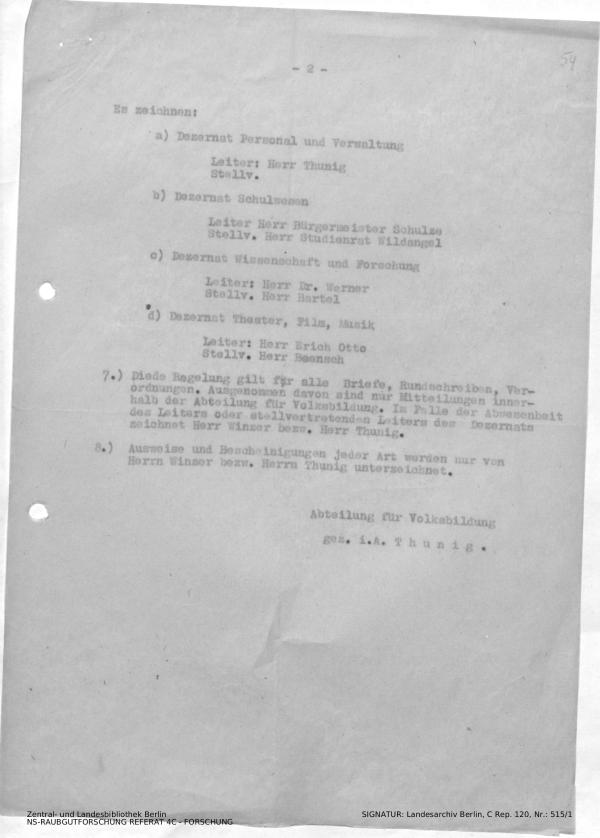 54
- 2 -
Es zeichnen:
a) Dezernat Personal und Verwaltung
Leiter: Herr Thunig
Stellv.
b) Dezernat Schulwesen
Leiter Herr Bürgermeister Schulze
Stellv. Herr Studienrat Wildangel
c) Dezernat Wissenschaft und Forschung
Leiter: Herr Dr. Werner
Stellv. Herr Hartel
d) Dezernat Theater, Film, Musik
Leiter: Herr Erich Otto
Stellv. Herr
7.) Diede Regelung gilt für alle Briefe, Rundschreiben, Ver-
ordnungen. Ausgenommen davon sind nur Mitteilungen inner-
halb der Abteilung für Volksbildung. Im Falle der Abwesenheit
des Leiters oder stellvertretenden Leiters des Dezernats
zeichnet Herr Winzer bezw. Herr Thunig.
8.) Ausweise und Bescheinigungen jeder Art werden nur von
Herrn Winzer bezw. Herrn Thunig unterzeichnet.
Abteilung für Volksbildung
gez. i.A. T h u n i g .
Zentral- und Landesbibliothek Berlin
NS-RAUBGUTFORSCHUNG REFERAT 4C - FORSCHUNG
SIGNATUR: Landesarchiv Berlin, C Rep. 120, Nr.: 515/1